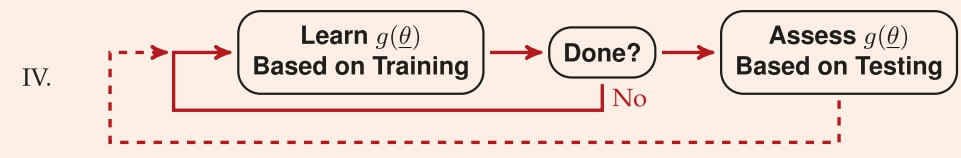 IV.
Learn g(θ)
Based on Training
Done?
Assess g(θ)
Based on Testing
No